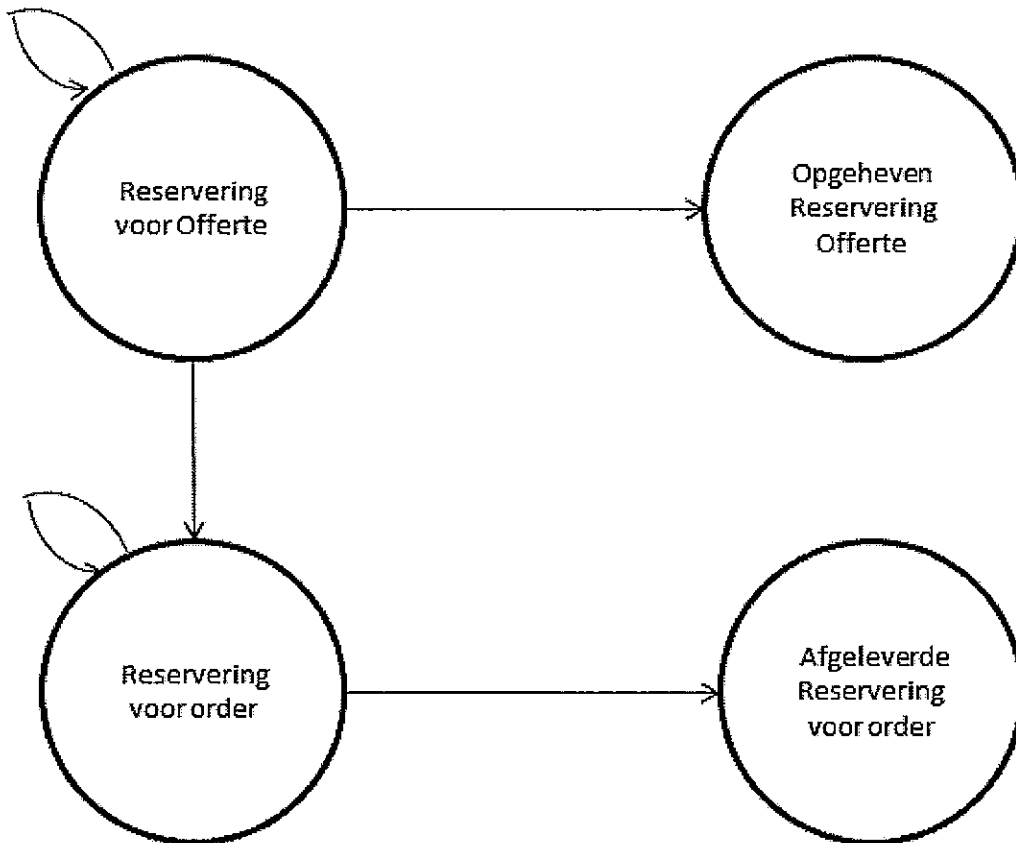 Reservering
voor Offerte
Opgeheven
Reservering
Offerte
Reservering
voor order
Afgeleverde
Reservering
voor order